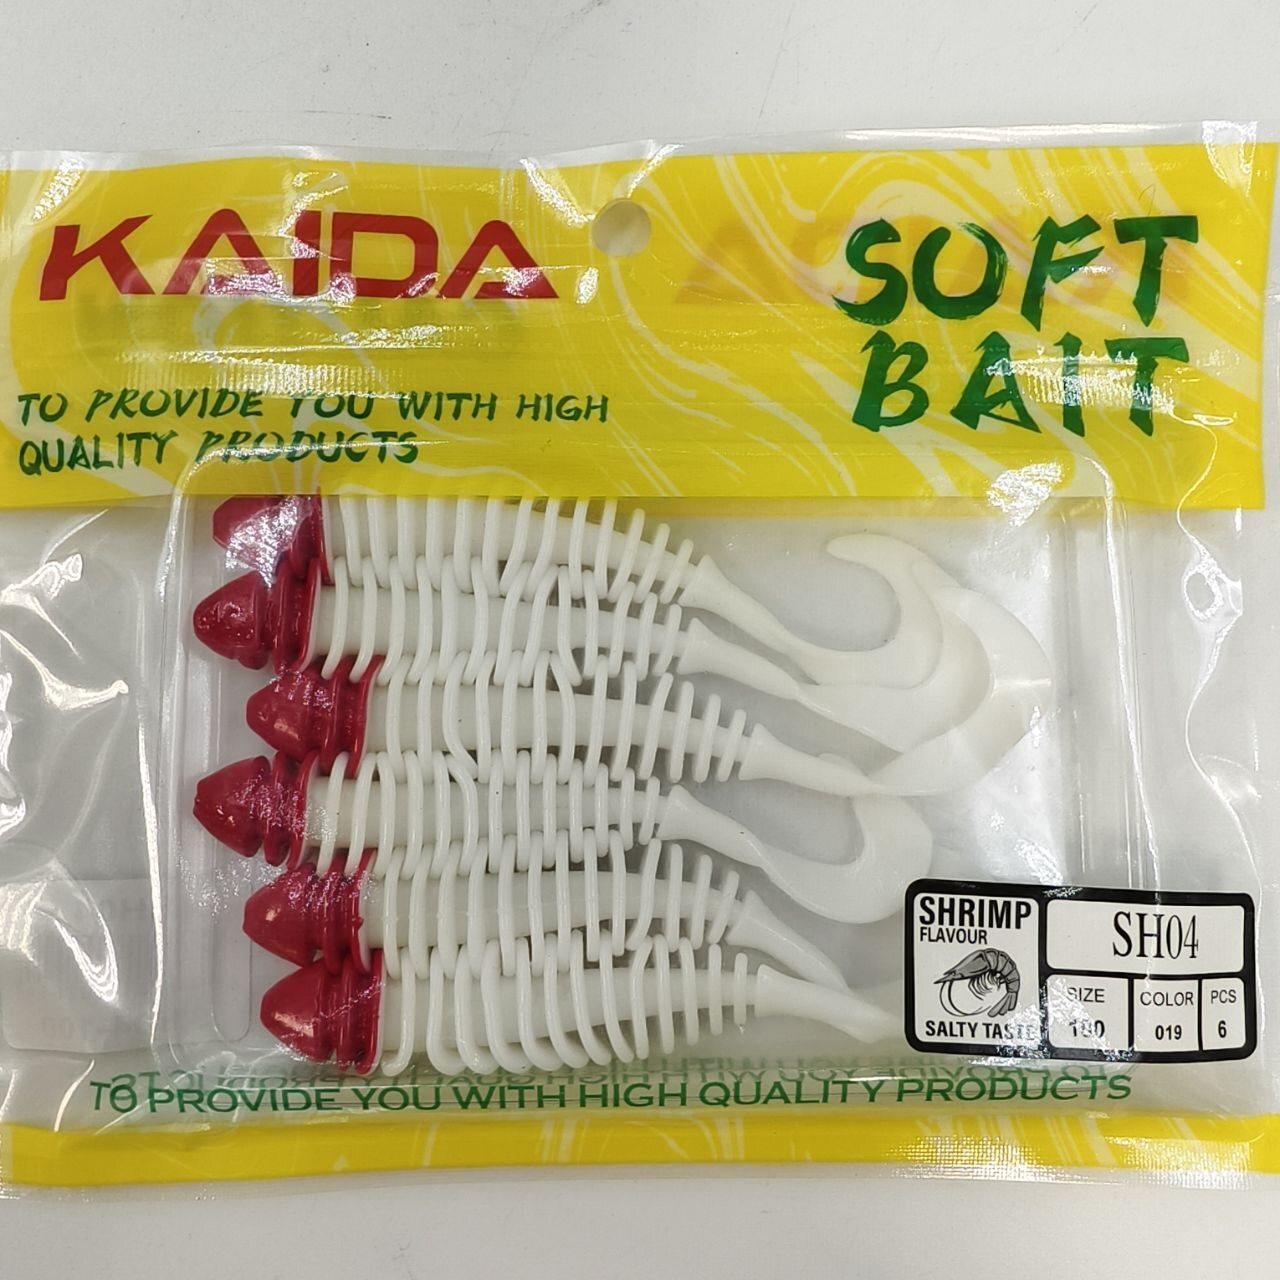 KAIDA
SOFT
BAIT
TO PROVIDE YOU WITH HIGH
QUALITY PRODUCTS
SHRIMP
FLAVOUR
SALTY TASTE
SH04
SIZE
100
COLOR
019
PCS
6
TO PROVIDE YOU WITH HIGH QUALITY PRODUCTS